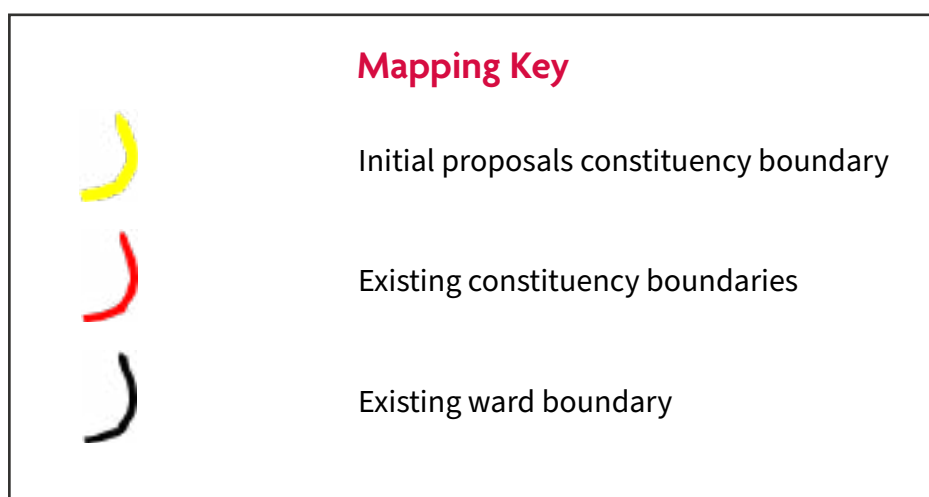 Mapping Key
Initial proposals constituency boundary
Existing constituency boundaries
Existing ward boundary